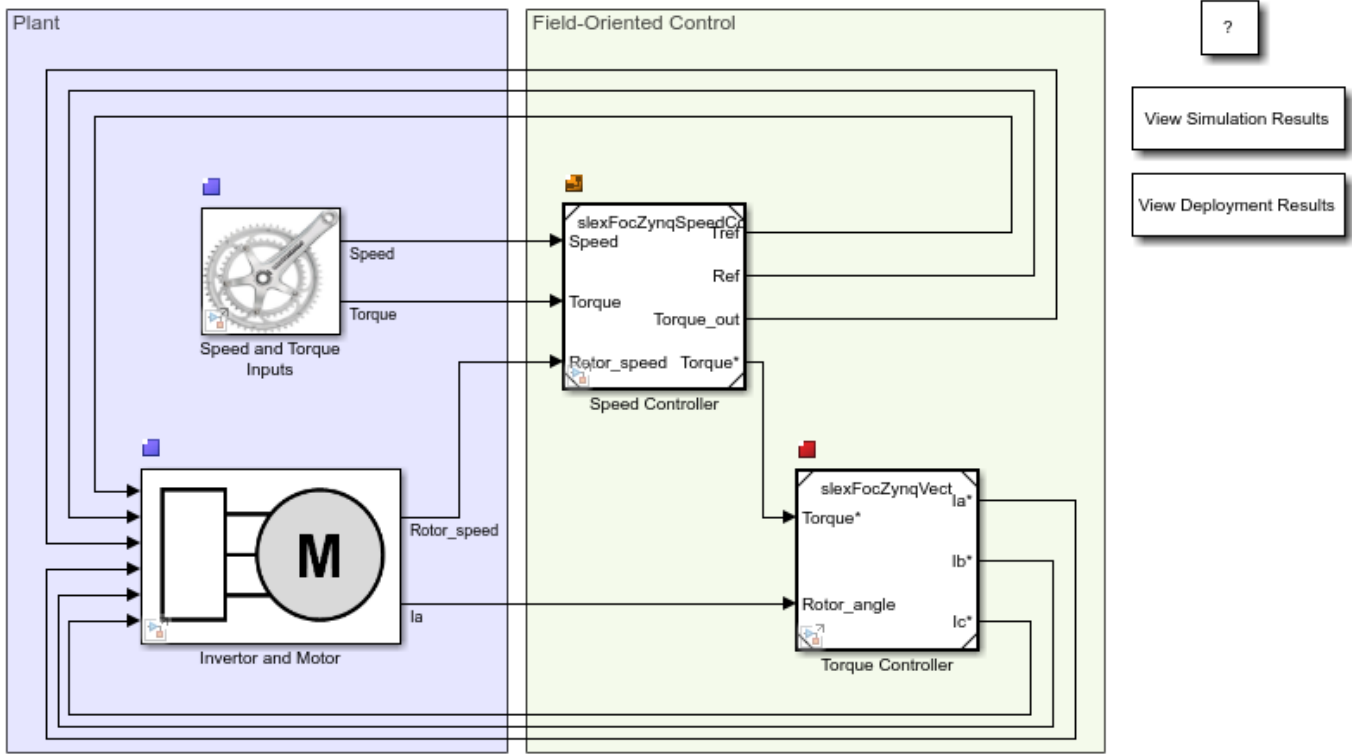 Plant
Field-Oriented Control
?
View Simulation Results
View Deployment Results
Speed
Torque
Speed and Torque
Inputs
slexFocZynqSpeedCo
Speed
Torque
Rotor_speed
Tref
Ref
Torque_out
Torque*
Speed Controller
M
Rotor_speed
Ia
Invertor and Motor
slexFocZynqVect
Torque*
Rotor_angle
Ia*
Ib*
Ic*
Torque Controller